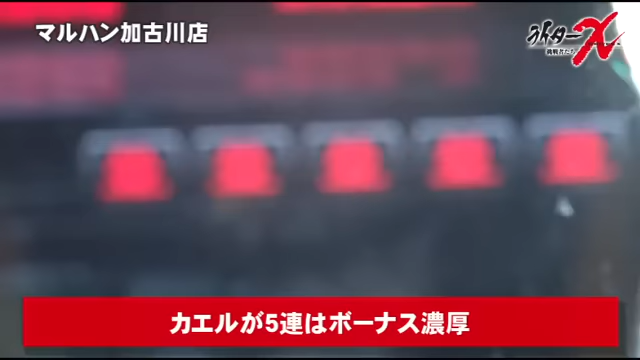 マルハン加古川店
ライターX
挑戦者たち
カエルが5連はボーナス濃厚